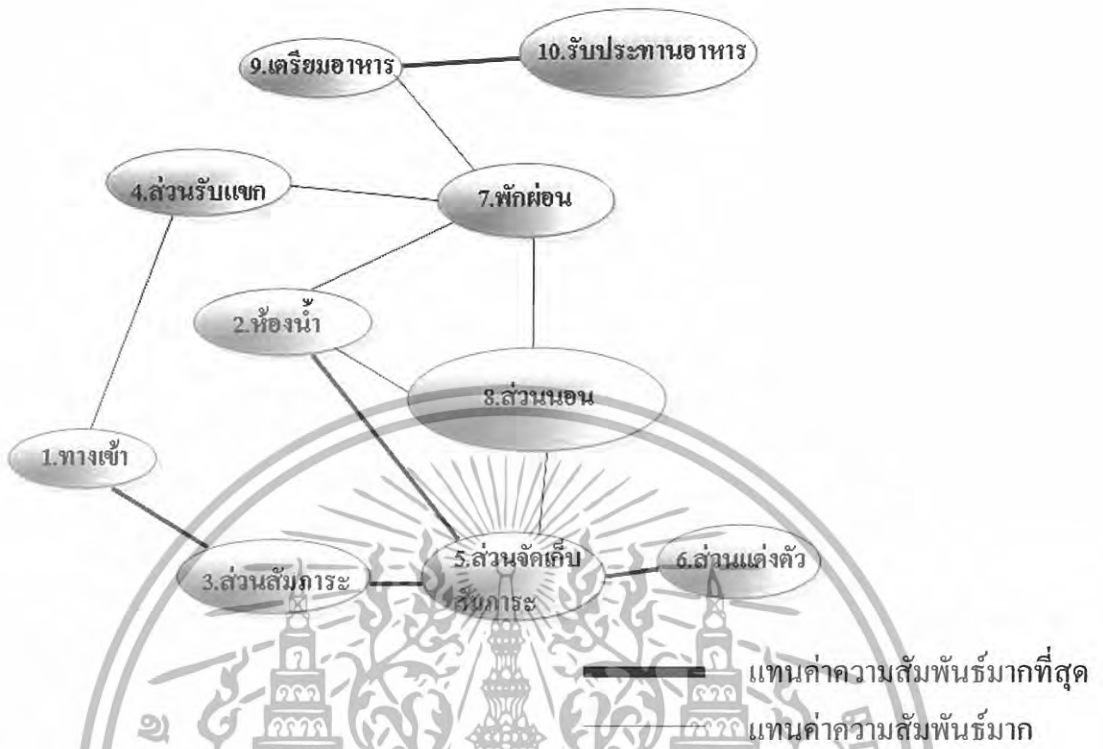 9.เตรียมอาหาร
10.รับประทานอาหาร
4.ส่วนรับแขก
7.พักผ่อน
2.ห้องน้ำ
8.ส่วนนอน
1.ทางเข้า
3.ส่วนสัมภาระ
5.ส่วนจัดเก็บ
สัมภาระ
6.ส่วนแต่งตัว
แทนค่าความสัมพันธ์มากที่สุด
แทนค่าความสัมพันธ์มาก